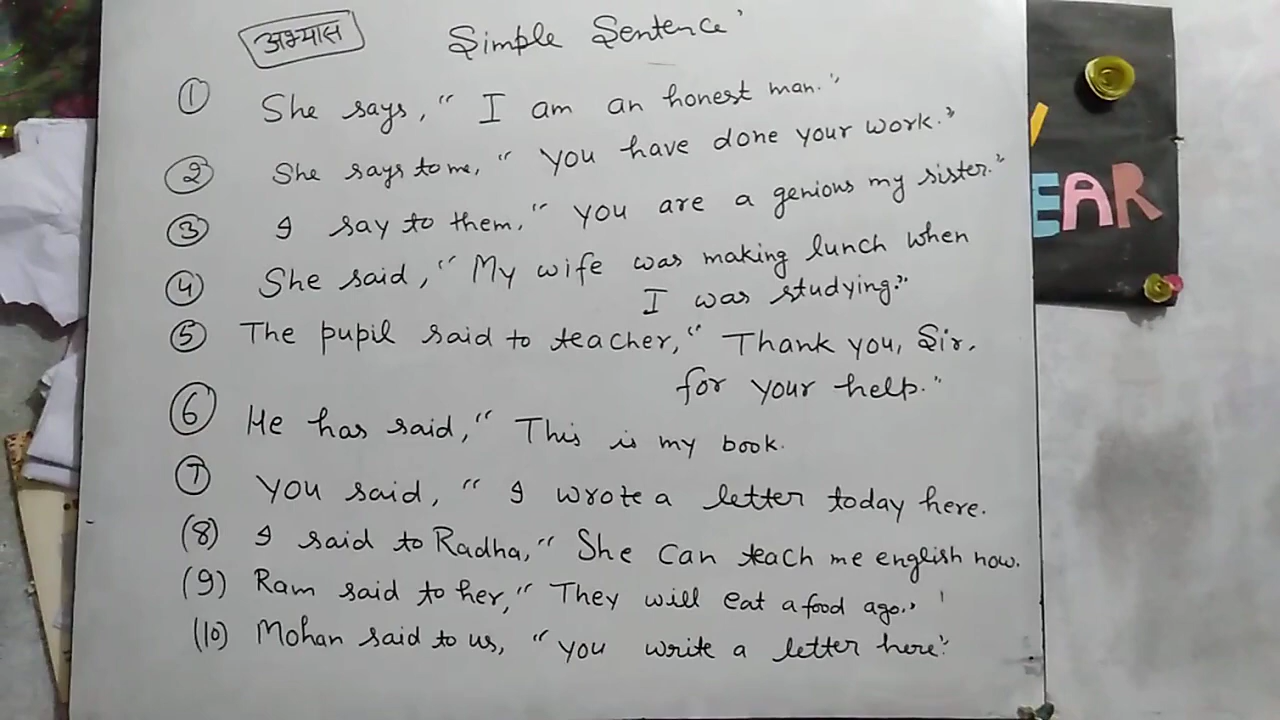 अभ्यास Simple Sentence'
① She says, "I am an honest man."
② She says to me, "You have done your work."
③ I say to them, "You are a genious my sister."
④ She said, "My wife was making lunch when
I was studying."
⑤ The pupil said to teacher, "Thank you, Sir,
for your help."
⑥ He has said, "This is my book.
⑦ You said, "I wrote a letter today here.
(8) I said to Radha, "She can teach me english now.
(9) Ram said to her, "They will eat a food ago."
(10) Mohan said to us, "You write a letter here."
EAR